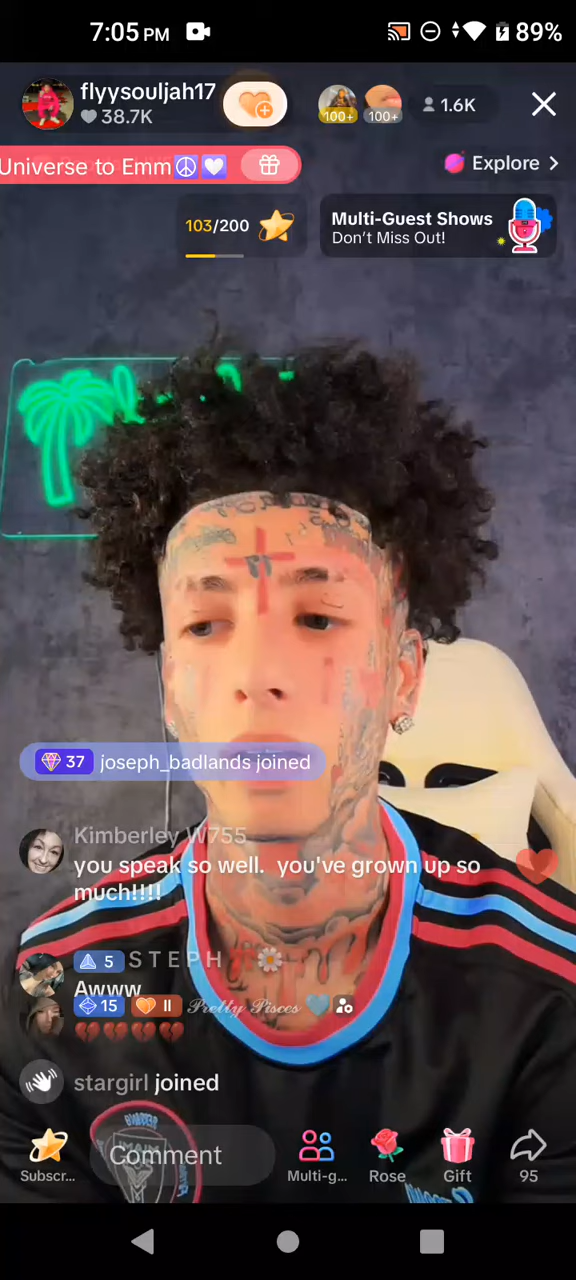 7:05 PM
89%
flyysouljah17
38.7K
100+
100+
1.6K
Universe to Emm
Explore >
103/200
Multi-Guest Shows
Don't Miss Out!
37 joseph_badlands joined
Kimberley W755
you speak so well. you've grown up so
much!!!!
5 STEPH
Awww
15 II Pretty Pisces
stargirl joined
Comment
Subscr...
Multi-g...
Rose
Gift
95